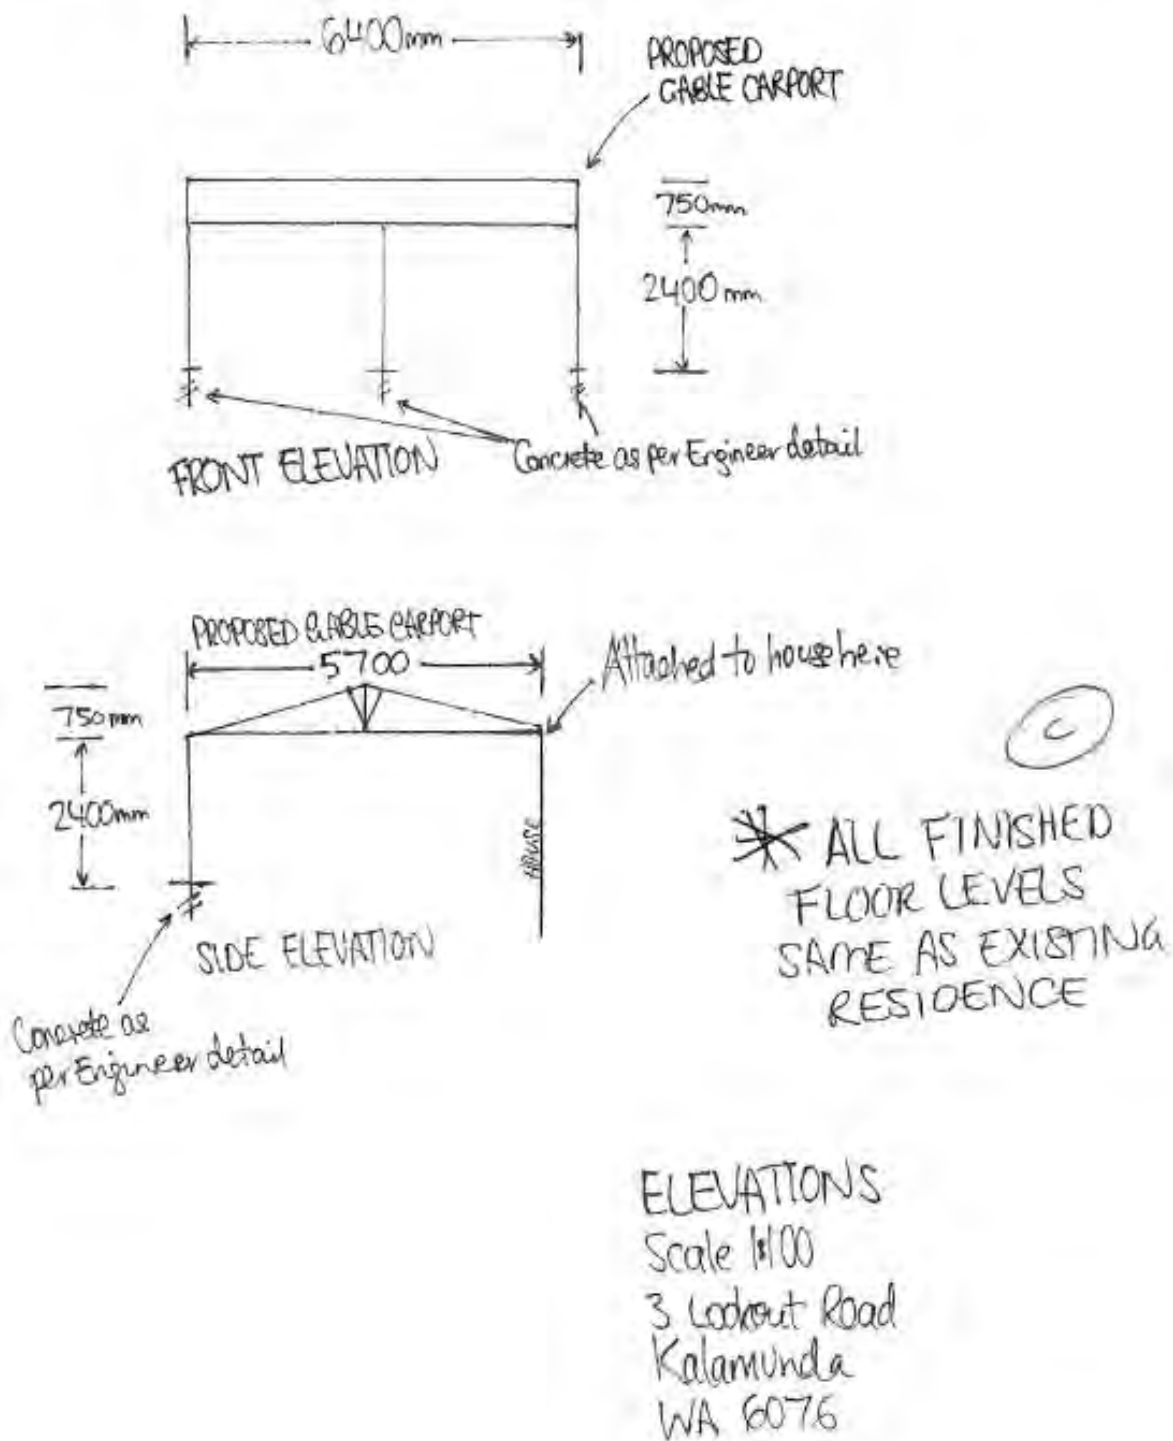 6400mm
PROPOSED
GABLE CARPORT
750mm
2400mm
FRONT ELEVATION
Concrete as per Engineer detail
PROPOSED GABLE CARPORT
5700
Attached to house here
750mm
2400mm
HOUSE
SIDE ELEVATION
Concrete as
per Engineer detail
C
* ALL FINISHED
FLOOR LEVELS
SAME AS EXISTING
RESIDENCE
ELEVATIONS
Scale 1:100
3 Lookout Road
Kalamunda
WA 6076